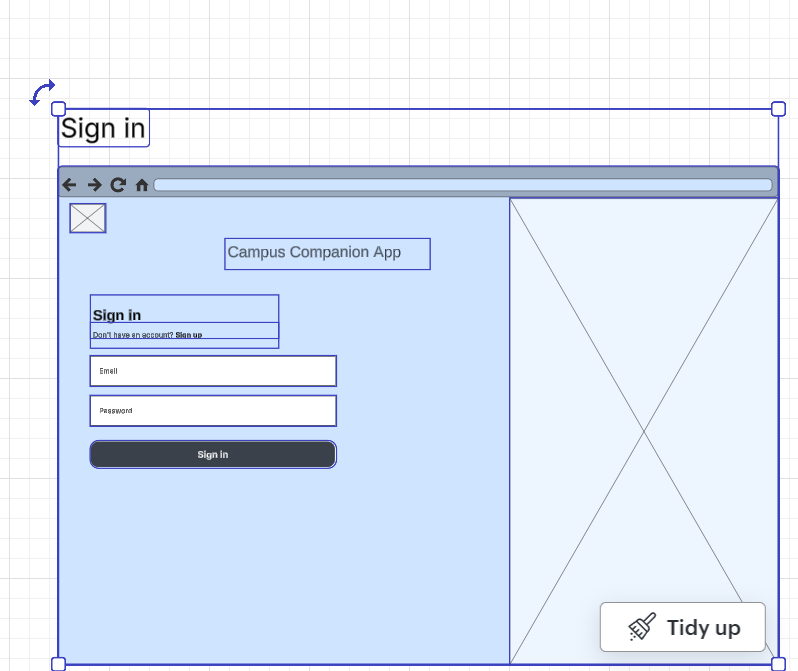 Sign in
Campus Companion App
Sign in
Don't have an account? Sign up
Email
Password
Sign in
Tidy up